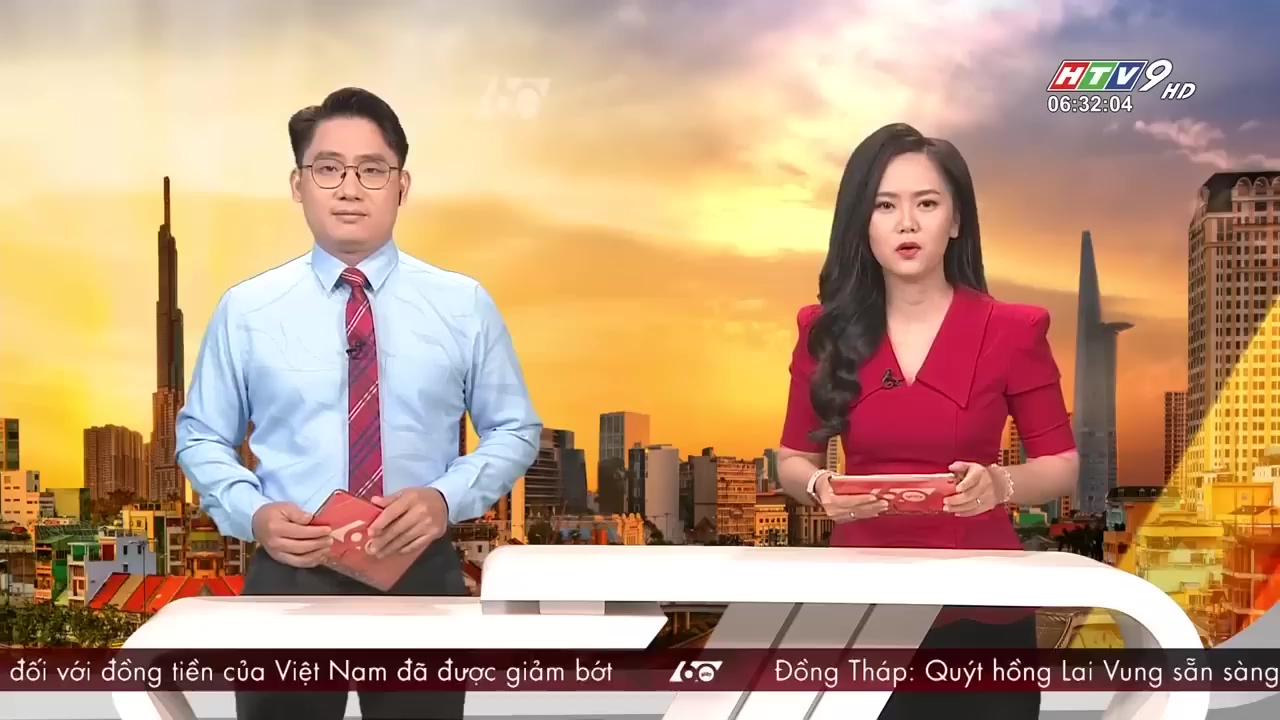 HTV9 HD
06:32:04
đối với đồng tiền của Việt Nam đã được giảm bớt 60 Đồng Tháp: Quýt hồng Lai Vung sẵn sàng